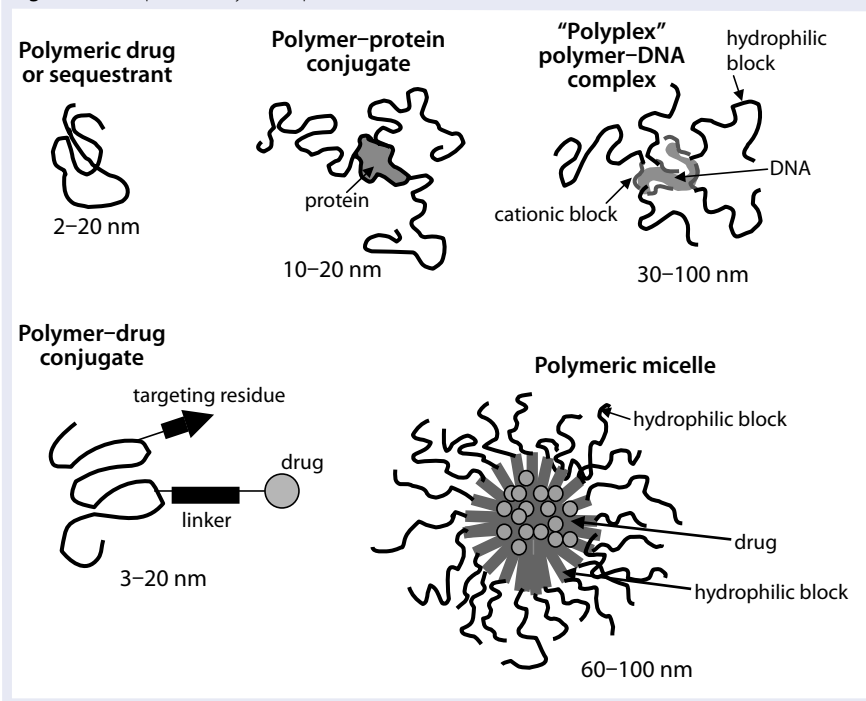 Polymeric drug
or sequestrant
2–20 nm
Polymer–protein
conjugate
protein
10–20 nm
“Polyplex”
polymer–DNA
complex
hydrophilic
block
DNA
cationic block
30–100 nm
Polymer–drug
conjugate
targeting residue
drug
linker
3–20 nm
Polymeric micelle
hydrophilic block
drug
hydrophilic block
60–100 nm